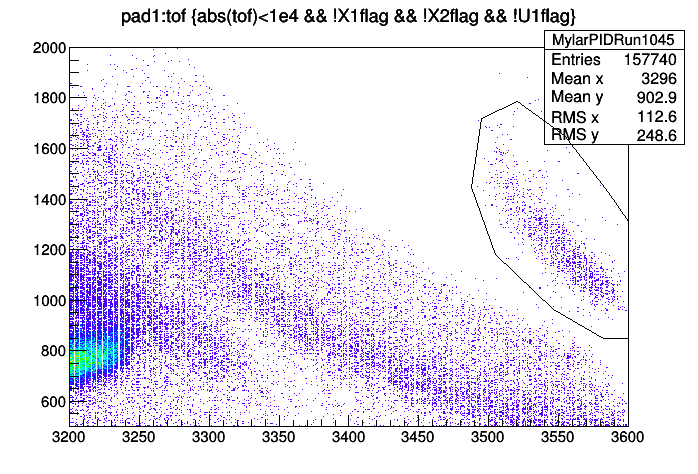 pad1:tof {abs(tof)<1e4 && !X1flag && !X2flag && !U1flag}
MylarPIDRun1045
Entries 157740
Mean x 3296
Mean y 902.9
RMS x 112.6
RMS y 248.6
2000
1800
1600
1400
1200
1000
800
600
3200 3250 3300 3350 3400 3450 3500 3550 3600